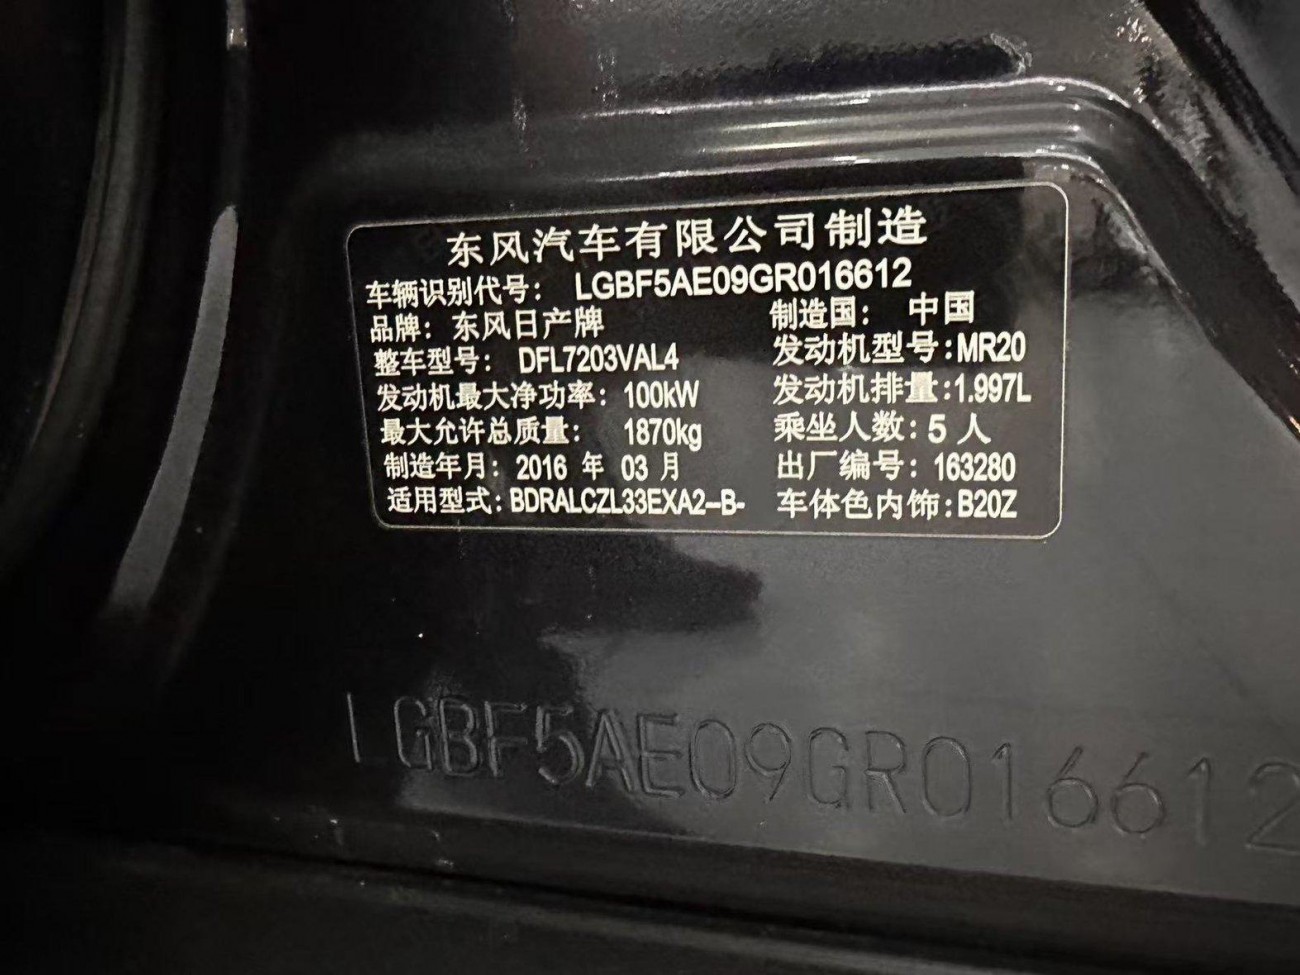 东风汽车有限公司制造
车辆识别代号： LGBF5AE09GR016612
品牌： 东风日产牌 制造国： 中国
整车型号： DFL7203VAL4 发动机型号:MR20
发动机最大净功率： 100kW 发动机排量:1.997L
最大允许总质量： 1870kg 乘坐人数: 5 人
制造年月： 2016 年 03 月 出厂编号： 163280
适用型式: BDRALCZL33EXA2-B- 车体色内饰:B20Z
LGBF5AE09GR016612